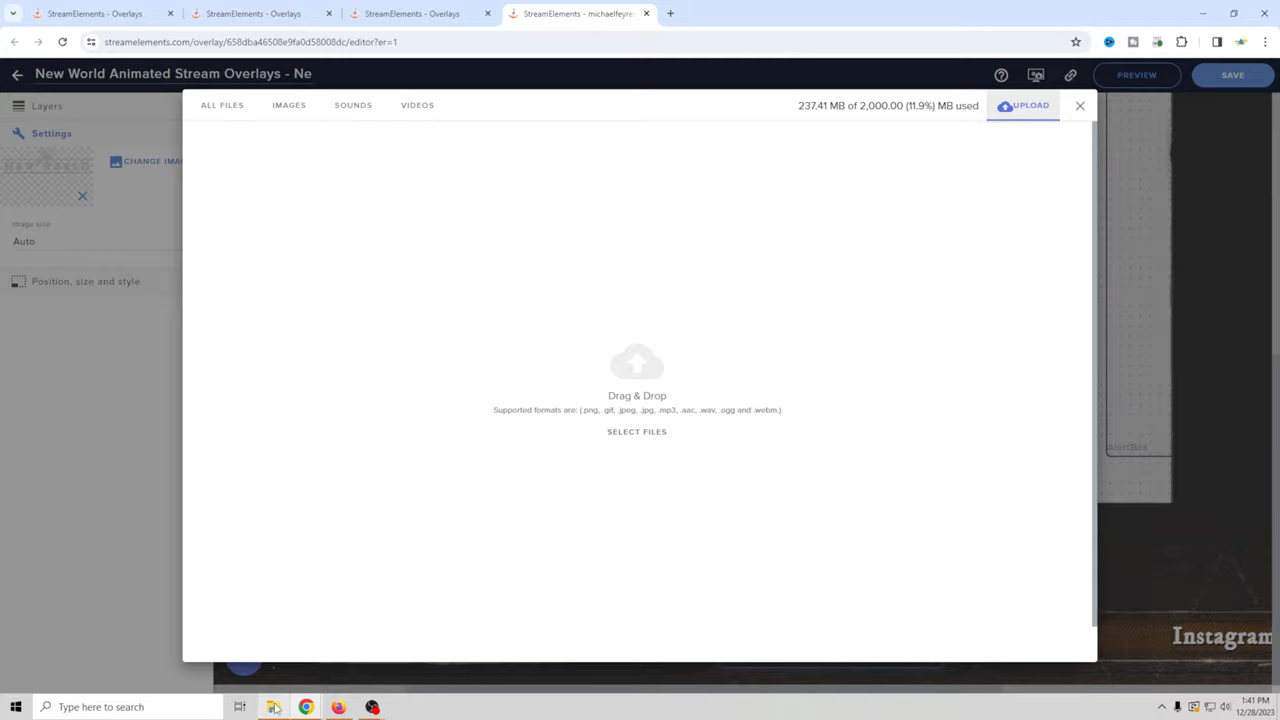 StreamElements - Overlays
StreamElements - Overlays
StreamElements - Overlays
StreamElements - michaelfeyre
streamelements.com/overlay/658dba46508e9fa0d58008dc/editor?er=1
New World Animated Stream Overlays - Ne
PREVIEW
SAVE
Layers
ALL FILES
IMAGES
SOUNDS
VIDEOS
237.41 MB of 2,000.00 (11.9%) MB used
UPLOAD
Settings
CHANGE IMA
Image size
Auto
Position, size and style
Drag & Drop
Supported formats are: (.png, .gif, .jpeg, .jpg, .mp3, .aac, .wav, .ogg and .webm.)
SELECT FILES
AlertBox
Instagram
Type here to search
1:41 PM
12/28/2023